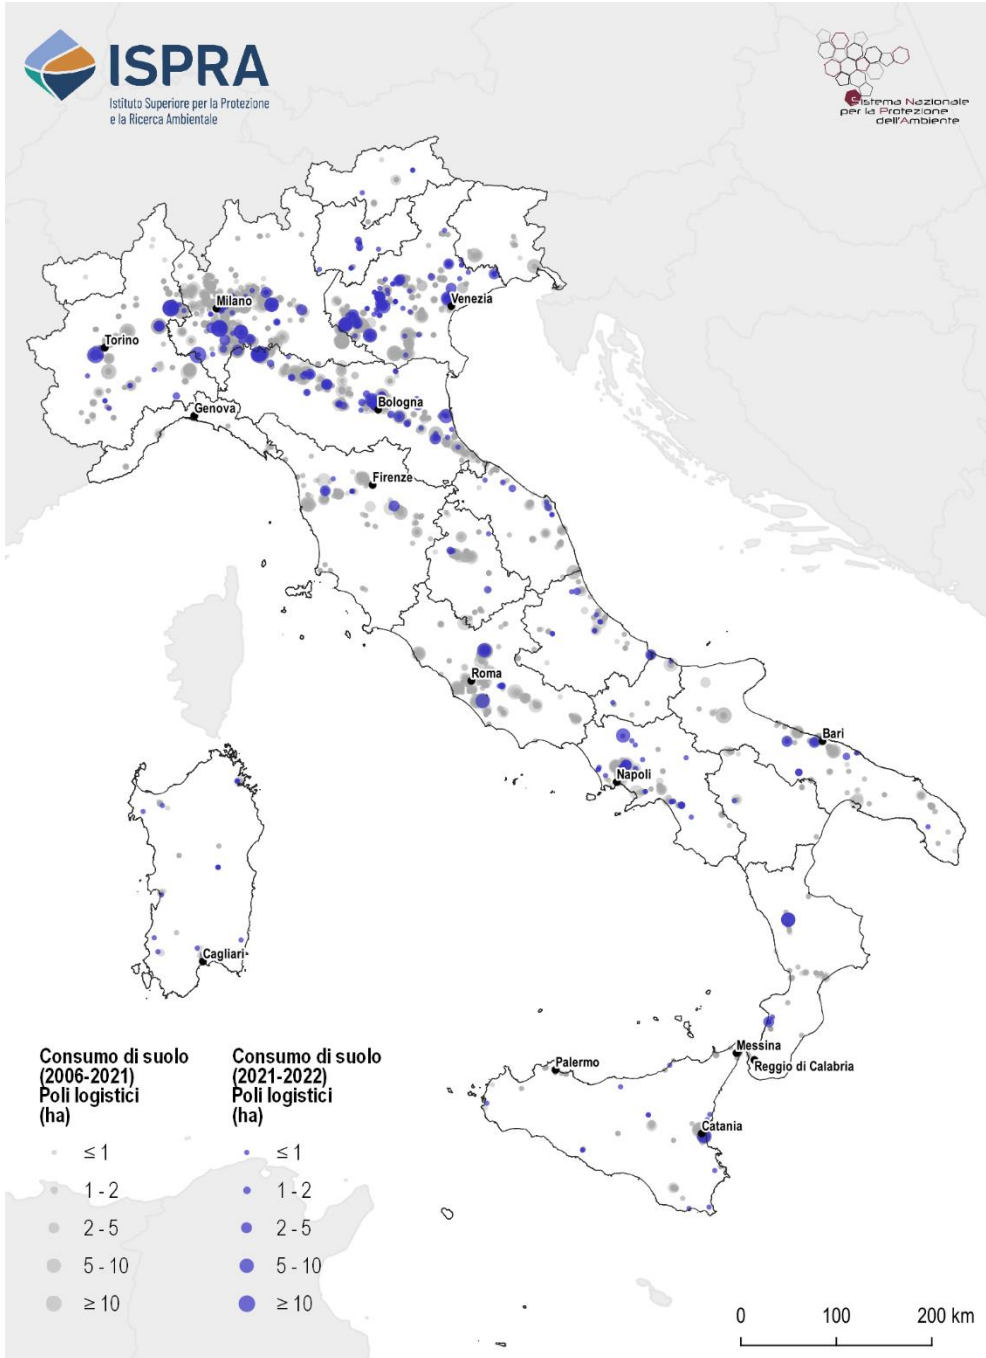 ISPRA
Istituto Superiore per la Protezione
e la Ricerca Ambientale
Sistema Nazionale
per la Protezione
dell'Ambiente
Milano
Venezia
Torino
Genova
Bologna
Firenze
Roma
Bari
Napoli
Cagliari
Messina
Palermo
Reggio di Calabria
Catania
Consumo di suolo
(2006-2021)
Poli logistici
(ha)
≤ 1
1 - 2
2 - 5
5 - 10
≥ 10
Consumo di suolo
(2021-2022)
Poli logistici
(ha)
≤ 1
1 - 2
2 - 5
5 - 10
≥ 10
0 100 200 km